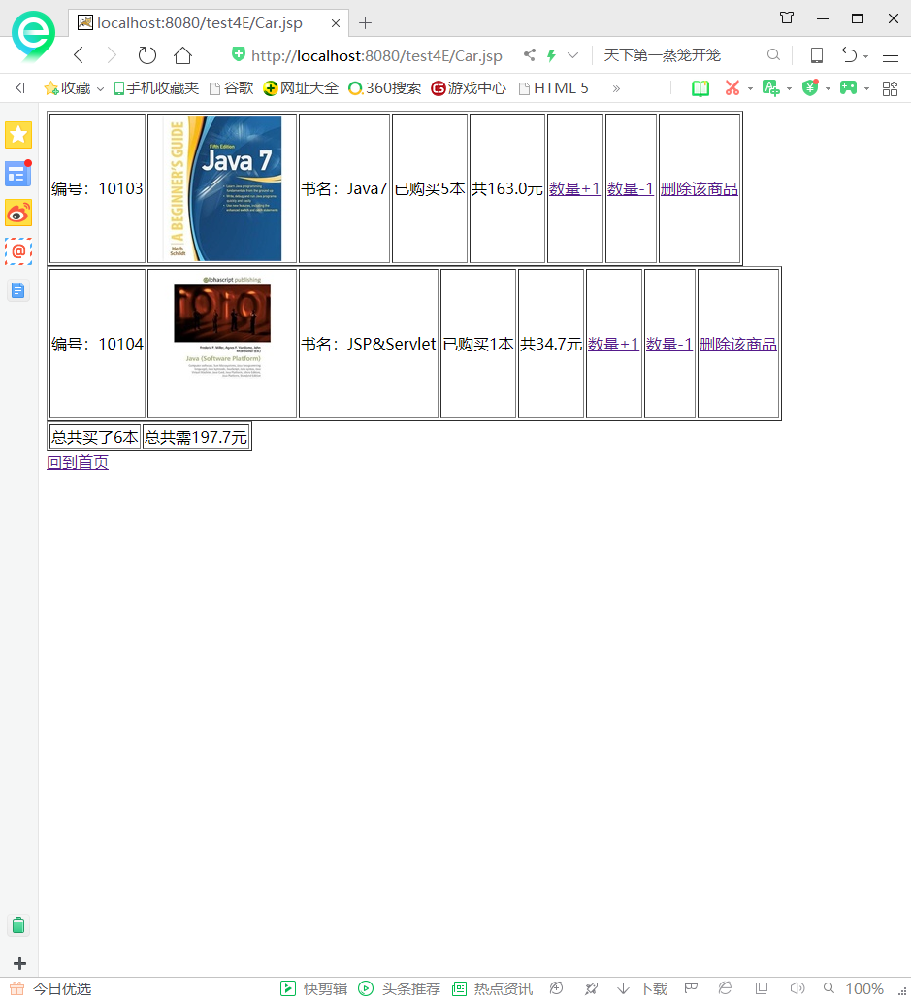 localhost:8080/test4E/Car.jsp
http://localhost:8080/test4E/Car.jsp 天下第一蒸笼开笼
收藏 手机收藏夹 谷歌 网址大全 360搜索 游戏中心 HTML 5 »
A BEGINNER'S GUIDE
Fifth Edition
Java 7
Herb Schildt
编号：10103 书名：Java7 已购买5本 共163.0元 数量+1 数量-1 删除该商品
@lphascript publishing
Java (Software Platform)
编号：10104 书名：JSP&Servlet 已购买1本 共34.7元 数量+1 数量-1 删除该商品
总共买了6本 总共需197.7元
回到首页
今日优选 快剪辑 头条推荐 热点资讯 下载 100%